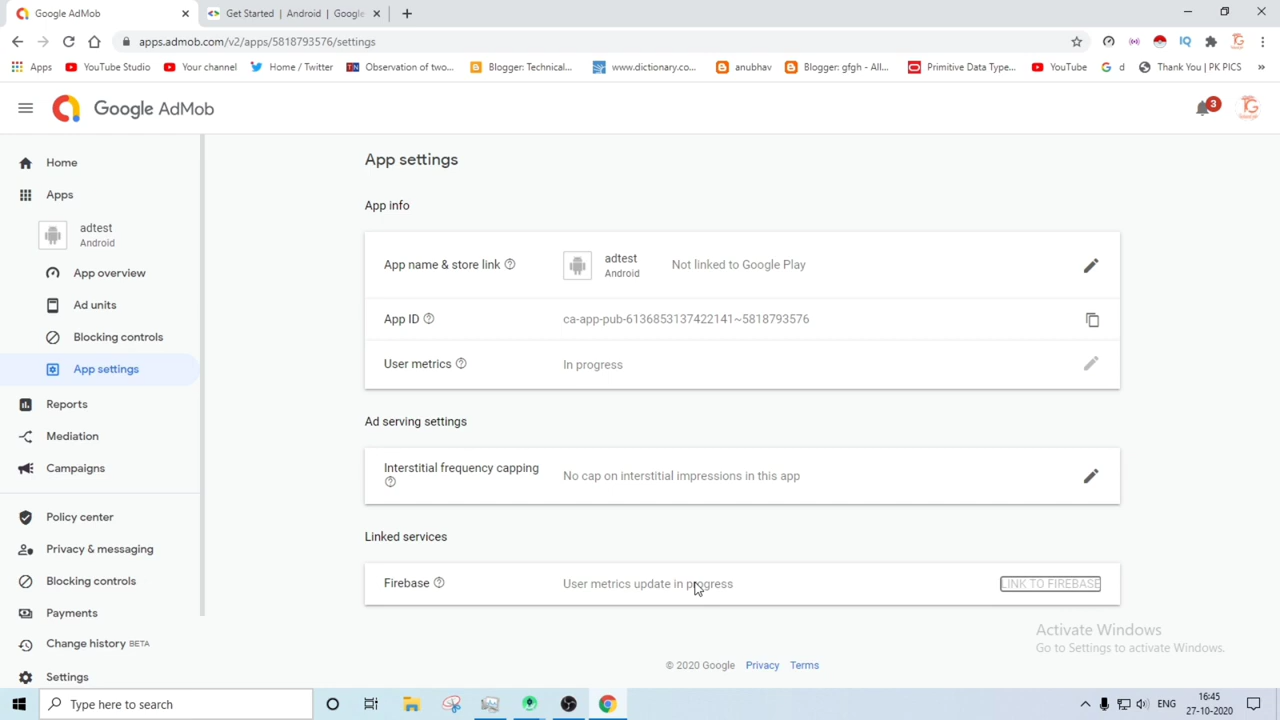 Google AdMob
Get Started | Android | Google
apps.admob.com/v2/apps/5818793576/settings
Apps
YouTube Studio
Your channel
Home / Twitter
Observation of two...
Blogger: Technical...
www.dictionary.co...
anubhav
Blogger: gfgh - All...
Primitive Data Type...
YouTube
d
Thank You | PK PICS
»
Google AdMob
3
TG
Home
Apps
adtest
Android
App overview
Ad units
Blocking controls
App settings
Reports
Mediation
Campaigns
Policy center
Privacy & messaging
Blocking controls
Payments
Change history BETA
Settings
App settings
App info
App name & store link
adtest
Android
Not linked to Google Play
App ID
ca-app-pub-6136853137422141~5818793576
User metrics
In progress
Ad serving settings
Interstitial frequency capping
No cap on interstitial impressions in this app
Linked services
Firebase
User metrics update in progress
LINK TO FIREBASE
Activate Windows
Go to Settings to activate Windows.
© 2020 Google Privacy Terms
Type here to search
ENG
16:45
27-10-2020